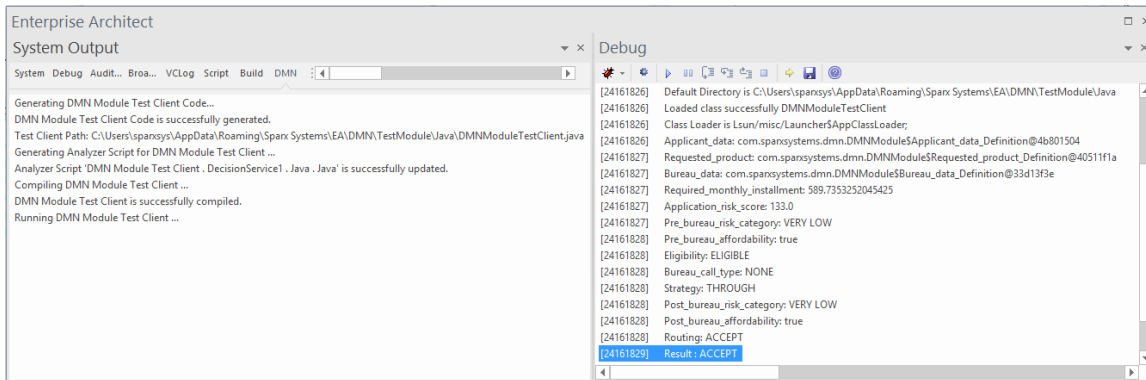 Enterprise Architect
System Output
System Debug Audit... Broa... VCLog Script Build DMN
Generating DMN Module Test Client Code...
DMN Module Test Client Code is successfully generated.
Test Client Path: C:\Users\sparxsys\AppData\Roaming\Sparx Systems\EA\DMN\TestModule\Java\DMNModuleTestClient.java
Generating Analyzer Script for DMN Module Test Client ...
Analyzer Script 'DMN Module Test Client . DecisionService1 . Java . Java' is successfully updated.
Compiling DMN Module Test Client ...
DMN Module Test Client is successfully compiled.
Running DMN Module Test Client ...
Debug
[24161826] Default Directory is C:\Users\sparxsys\AppData\Roaming\Sparx Systems\EA\DMN\TestModule\Java
[24161826] Loaded class successfully DMNModuleTestClient
[24161826] Class Loader is Lsun/misc/Launcher$AppClassLoader;
[24161826] Applicant_data: com.sparxsystems.dmn.DMNModule$Applicant_data_Definition@4b801504
[24161827] Requested_product: com.sparxsystems.dmn.DMNModule$Requested_product_Definition@40511f1a
[24161827] Bureau_data: com.sparxsystems.dmn.DMNModule$Bureau_data_Definition@33d13f3e
[24161827] Required_monthly_installment: 589.7353252045425
[24161827] Application_risk_score: 133.0
[24161827] Pre_bureau_risk_category: VERY LOW
[24161828] Pre_bureau_affordability: true
[24161828] Eligibility: ELIGIBLE
[24161828] Bureau_call_type: NONE
[24161828] Strategy: THROUGH
[24161828] Post_bureau_risk_category: VERY LOW
[24161828] Post_bureau_affordability: true
[24161828] Routing: ACCEPT
[24161829] Result : ACCEPT